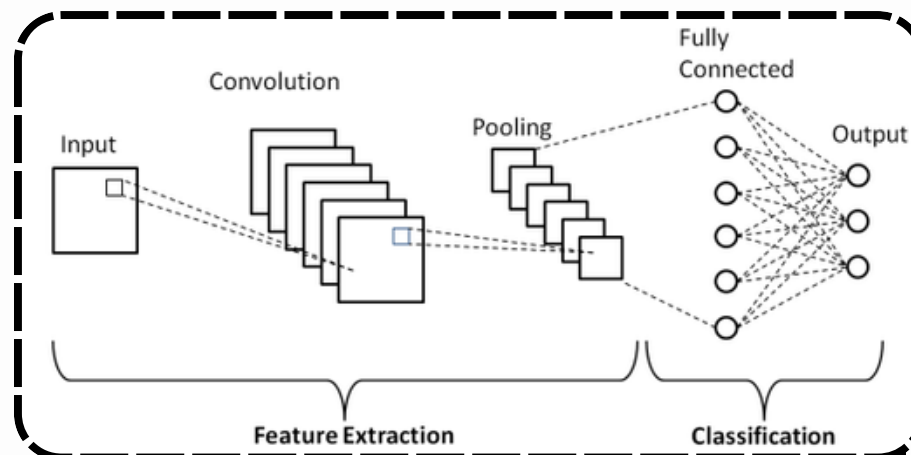 Input
Convolution
Pooling
Fully
Connected
Output
Feature Extraction
Classification